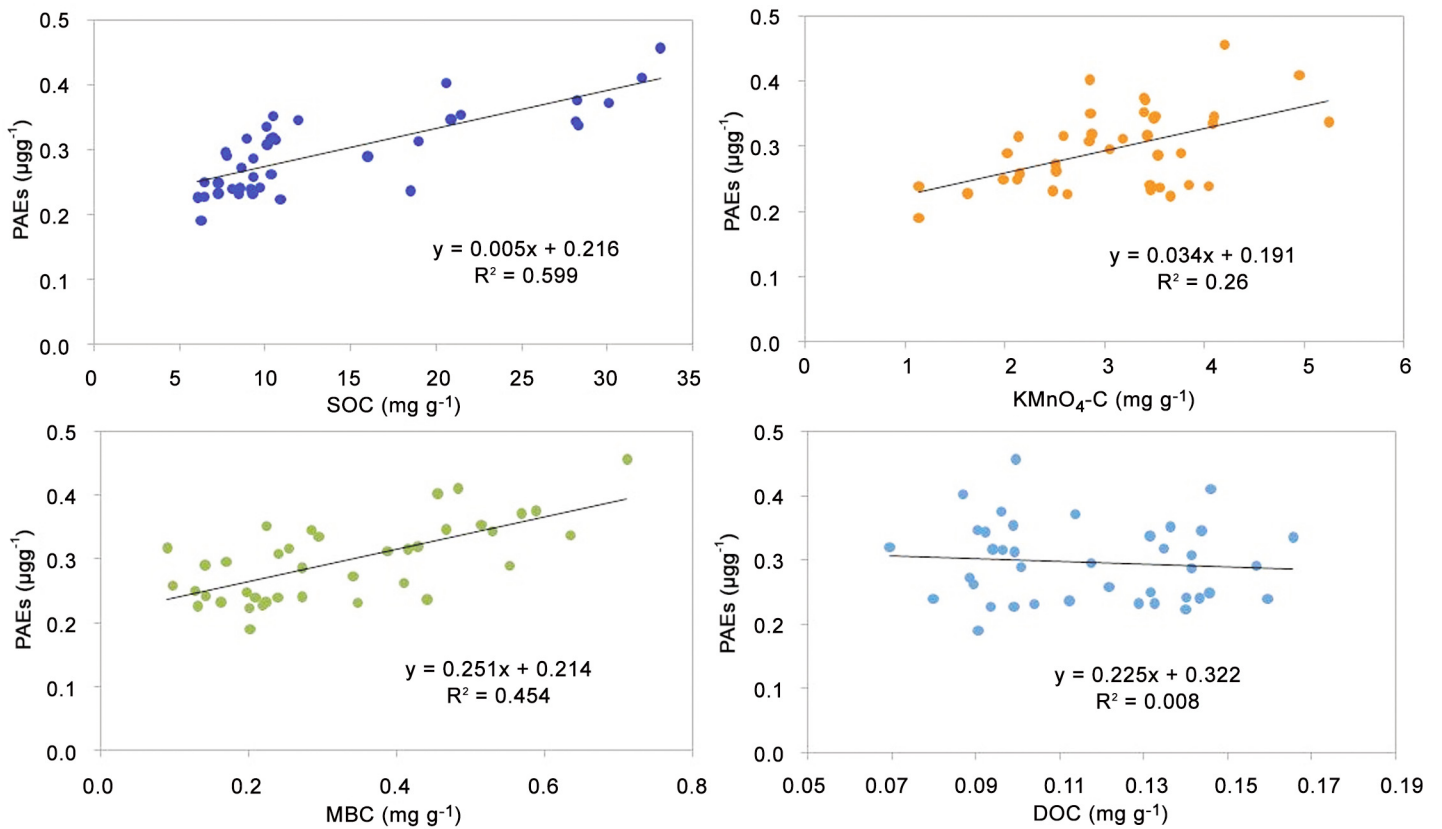 0.5
0.4
0.3
0.2
0.1
0.0
PAEs (µgg⁻¹)
y = 0.005x + 0.216
R² = 0.599
0 5 10 15 20 25 30 35
SOC (mg g⁻¹)
0.5
0.4
0.3
0.2
0.1
0.0
PAEs (µgg⁻¹)
y = 0.034x + 0.191
R² = 0.26
0 1 2 3 4 5 6
KMnO₄-C (mg g⁻¹)
0.5
0.4
0.3
0.2
0.1
0.0
PAEs (µgg⁻¹)
y = 0.251x + 0.214
R² = 0.454
0.0 0.2 0.4 0.6 0.8
MBC (mg g⁻¹)
0.5
0.4
0.3
0.2
0.1
0.0
PAEs (µgg⁻¹)
y = 0.225x + 0.322
R² = 0.008
0.05 0.07 0.09 0.11 0.13 0.15 0.17 0.19
DOC (mg g⁻¹)